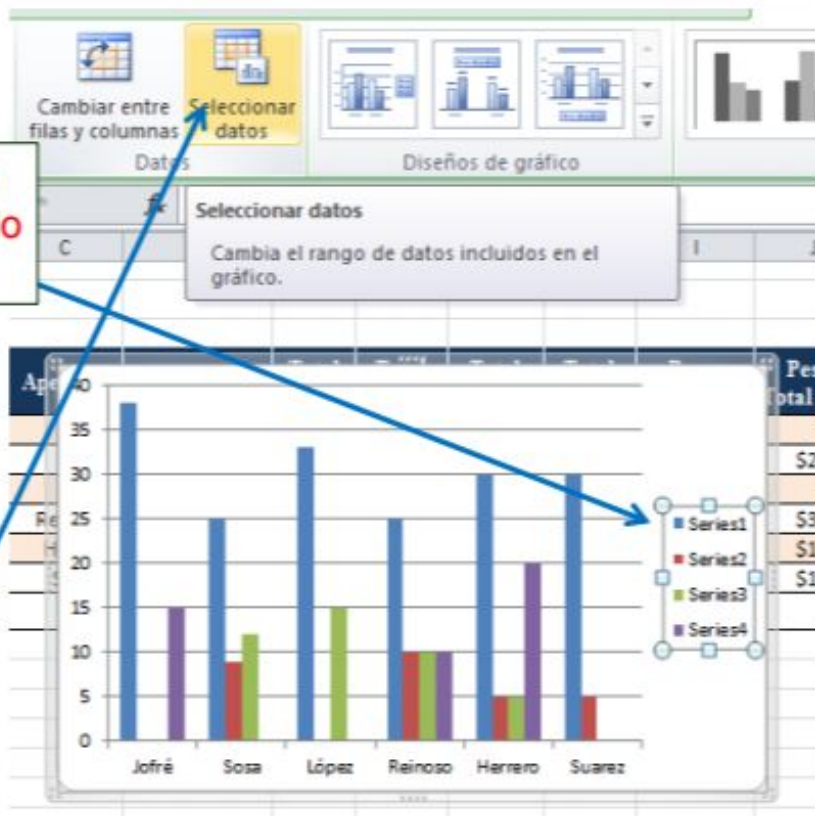 Cambiar entre
filas y columnas
Seleccionar
datos
Datos
Diseños de gráfico
fx
Seleccionar datos
Cambia el rango de datos incluidos en el
gráfico.
C
I
40
35
30
25
20
15
10
5
0
Jofré
Sosa
López
Reinoso
Herrero
Suarez
Series1
Series2
Series3
Series4